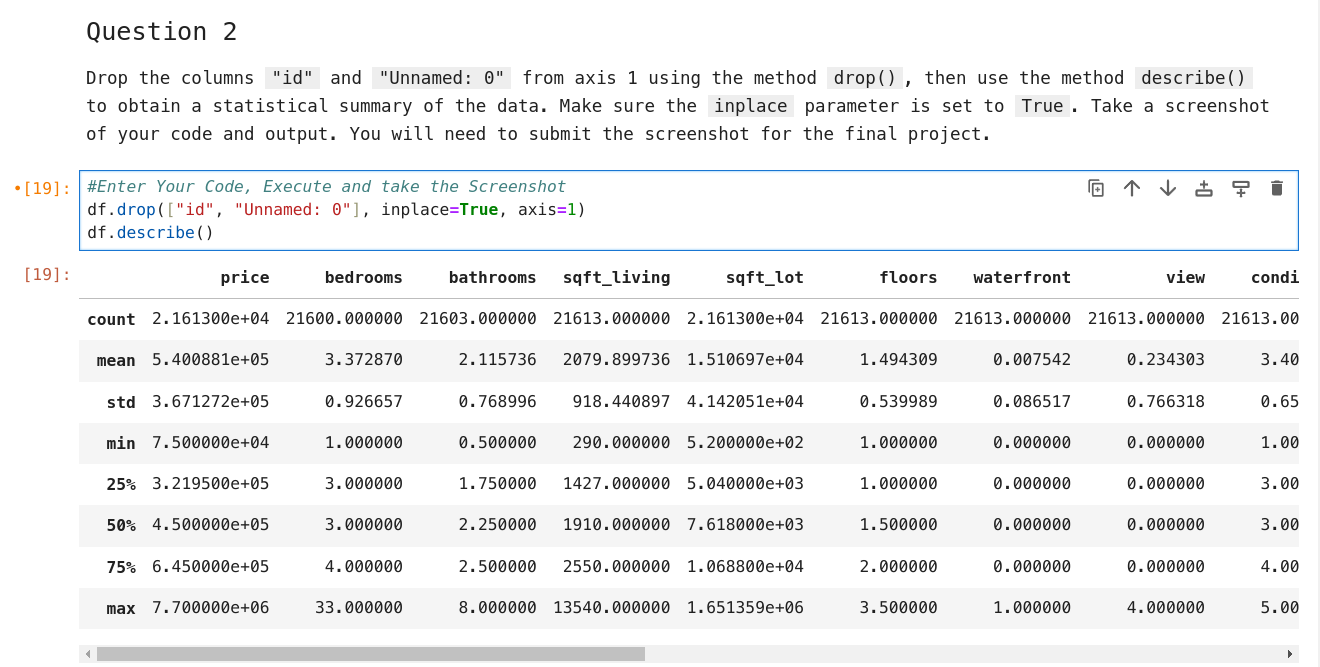 Question 2
Drop the columns "id" and "Unnamed: 0" from axis 1 using the method drop(), then use the method describe()
to obtain a statistical summary of the data. Make sure the inplace parameter is set to True. Take a screenshot
of your code and output. You will need to submit the screenshot for the final project.
•[19]: #Enter Your Code, Execute and take the Screenshot
df.drop(["id", "Unnamed: 0"], inplace=True, axis=1)
df.describe()
[19]: price bedrooms bathrooms sqft_living sqft_lot floors waterfront view condi
count 2.161300e+04 21600.000000 21603.000000 21613.000000 2.161300e+04 21613.000000 21613.000000 21613.000000 21613.00
mean 5.400881e+05 3.372870 2.115736 2079.899736 1.510697e+04 1.494309 0.007542 0.234303 3.40
std 3.671272e+05 0.926657 0.768996 918.440897 4.142051e+04 0.539989 0.086517 0.766318 0.65
min 7.500000e+04 1.000000 0.500000 290.000000 5.200000e+02 1.000000 0.000000 0.000000 1.00
25% 3.219500e+05 3.000000 1.750000 1427.000000 5.040000e+03 1.000000 0.000000 0.000000 3.00
50% 4.500000e+05 3.000000 2.250000 1910.000000 7.618000e+03 1.500000 0.000000 0.000000 3.00
75% 6.450000e+05 4.000000 2.500000 2550.000000 1.068800e+04 2.000000 0.000000 0.000000 4.00
max 7.700000e+06 33.000000 8.000000 13540.000000 1.651359e+06 3.500000 1.000000 4.000000 5.00